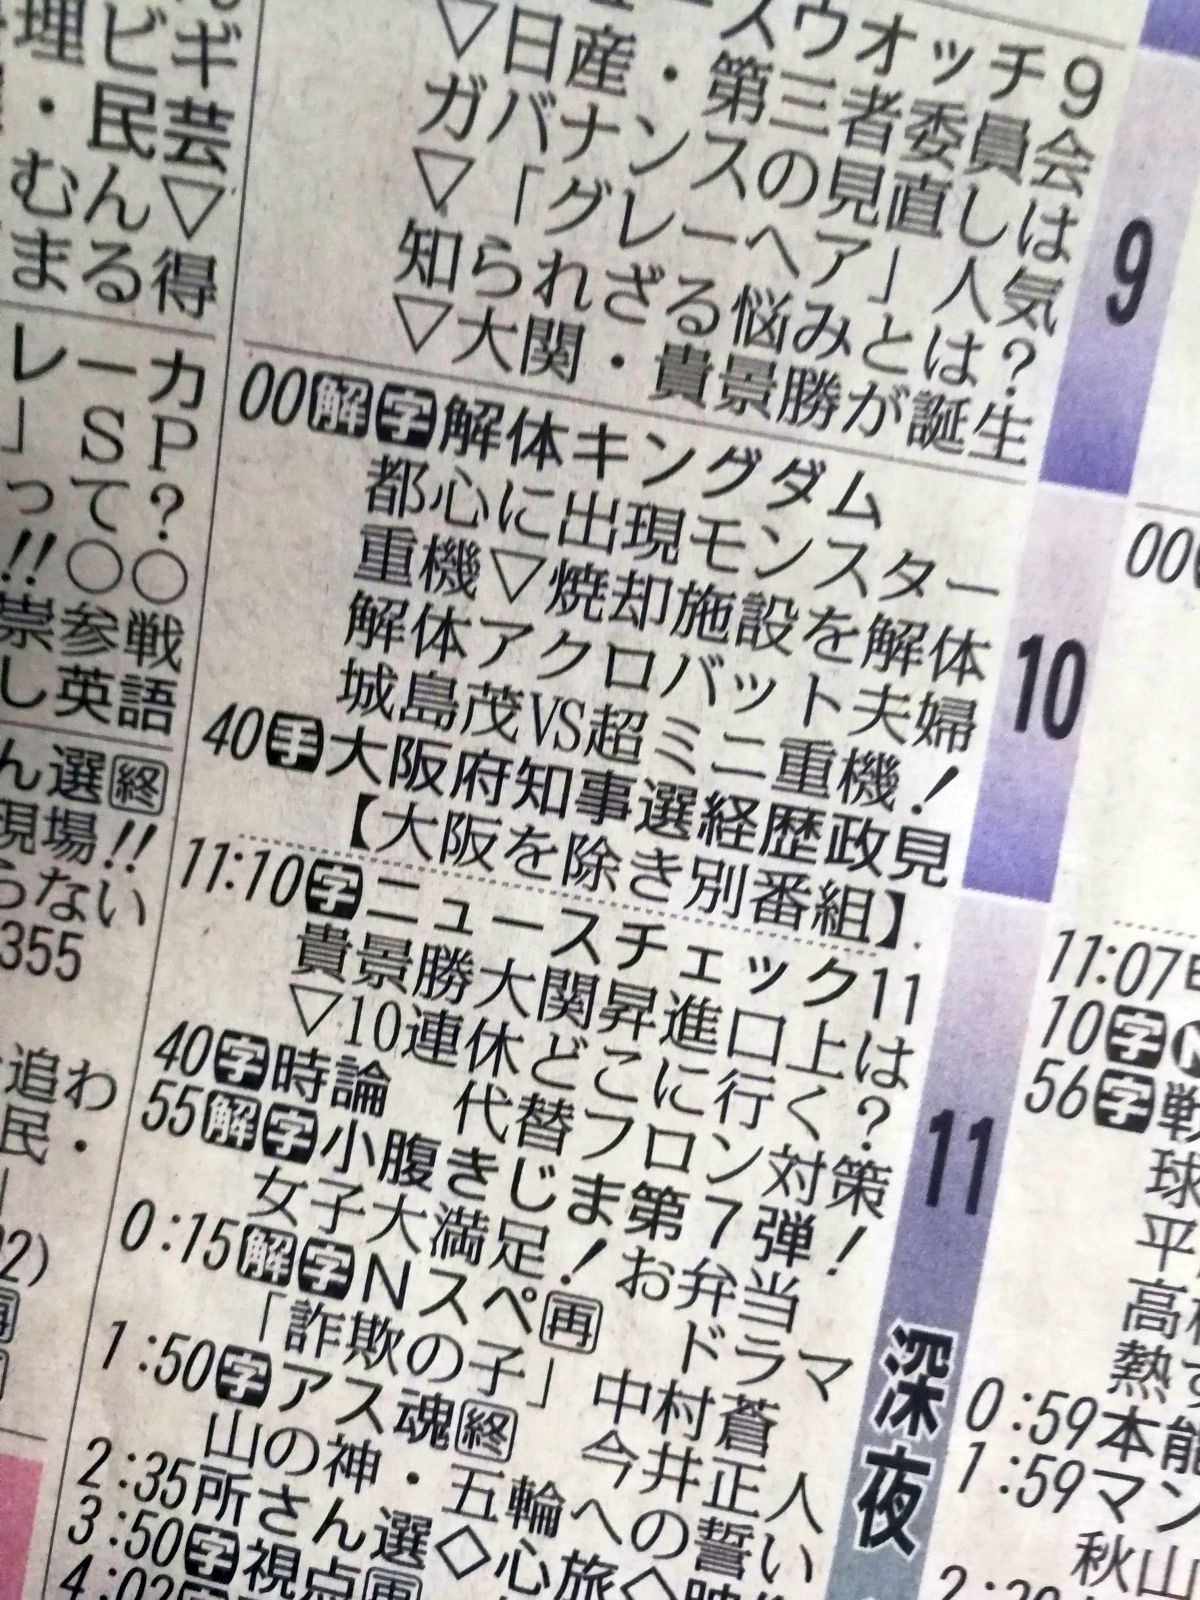 スウオッチ9
▽日産・第三者委員会は
ガバナンスの見直し
▽「グレーヘア」人気
知られざる悩みとは?
▽大関・貴景勝が誕生
9
00解字解体キングダム
都心に出現モンスター
重機▽焼却施設を解体
解体アクロバット夫婦
城島茂VS超ミニ重機!
40手大阪府知事選経歴政見
【大阪を除き別番組】
10
11:10字ニュースチェック11
貴景勝大関昇進口上は
▽10連休どこに行く?
40字時論 代替フロン対策
55解字小腹きじま第7弾!
女子大満足!お弁当
11
0:15解字Nスペ再 ドラマ
「詐欺の子」中村蒼
1:50字アス魂終 今井正人
山の神・五輪への誓い
2:35所さん選◇心旅◇映像
3:50字視点再
4:02
深夜
ギ
ビ芸▽得
理民んる
・むま
レーカ
」SP
って?
!!○○
崇参戦
し英語
ん選終
現場!!
らない
355
追わ
民・
00
11:07
10字N
56字戦
球
平
高校
熱
0:59本能
1:59マン
秋山